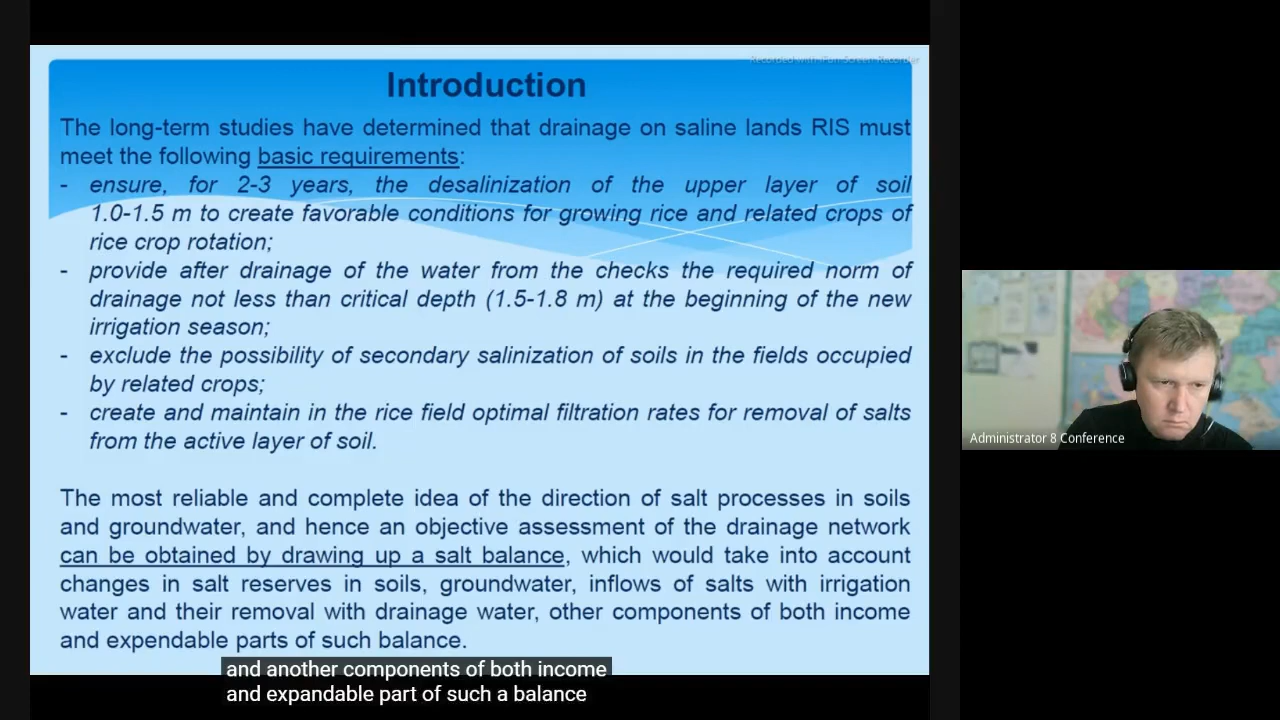 Recorded with Fun Screen Recorder
Introduction
The long-term studies have determined that drainage on saline lands RIS must
meet the following basic requirements:
- ensure, for 2-3 years, the desalinization of the upper layer of soil
1.0-1.5 m to create favorable conditions for growing rice and related crops of
rice crop rotation;
- provide after drainage of the water from the checks the required norm of
drainage not less than critical depth (1.5-1.8 m) at the beginning of the new
irrigation season;
- exclude the possibility of secondary salinization of soils in the fields occupied
by related crops;
- create and maintain in the rice field optimal filtration rates for removal of salts
from the active layer of soil.
The most reliable and complete idea of the direction of salt processes in soils
and groundwater, and hence an objective assessment of the drainage network
can be obtained by drawing up a salt balance, which would take into account
changes in salt reserves in soils, groundwater, inflows of salts with irrigation
water and their removal with drainage water, other components of both income
and expendable parts of such balance.
and another components of both income
and expandable part of such a balance
Administrator 8 Conference